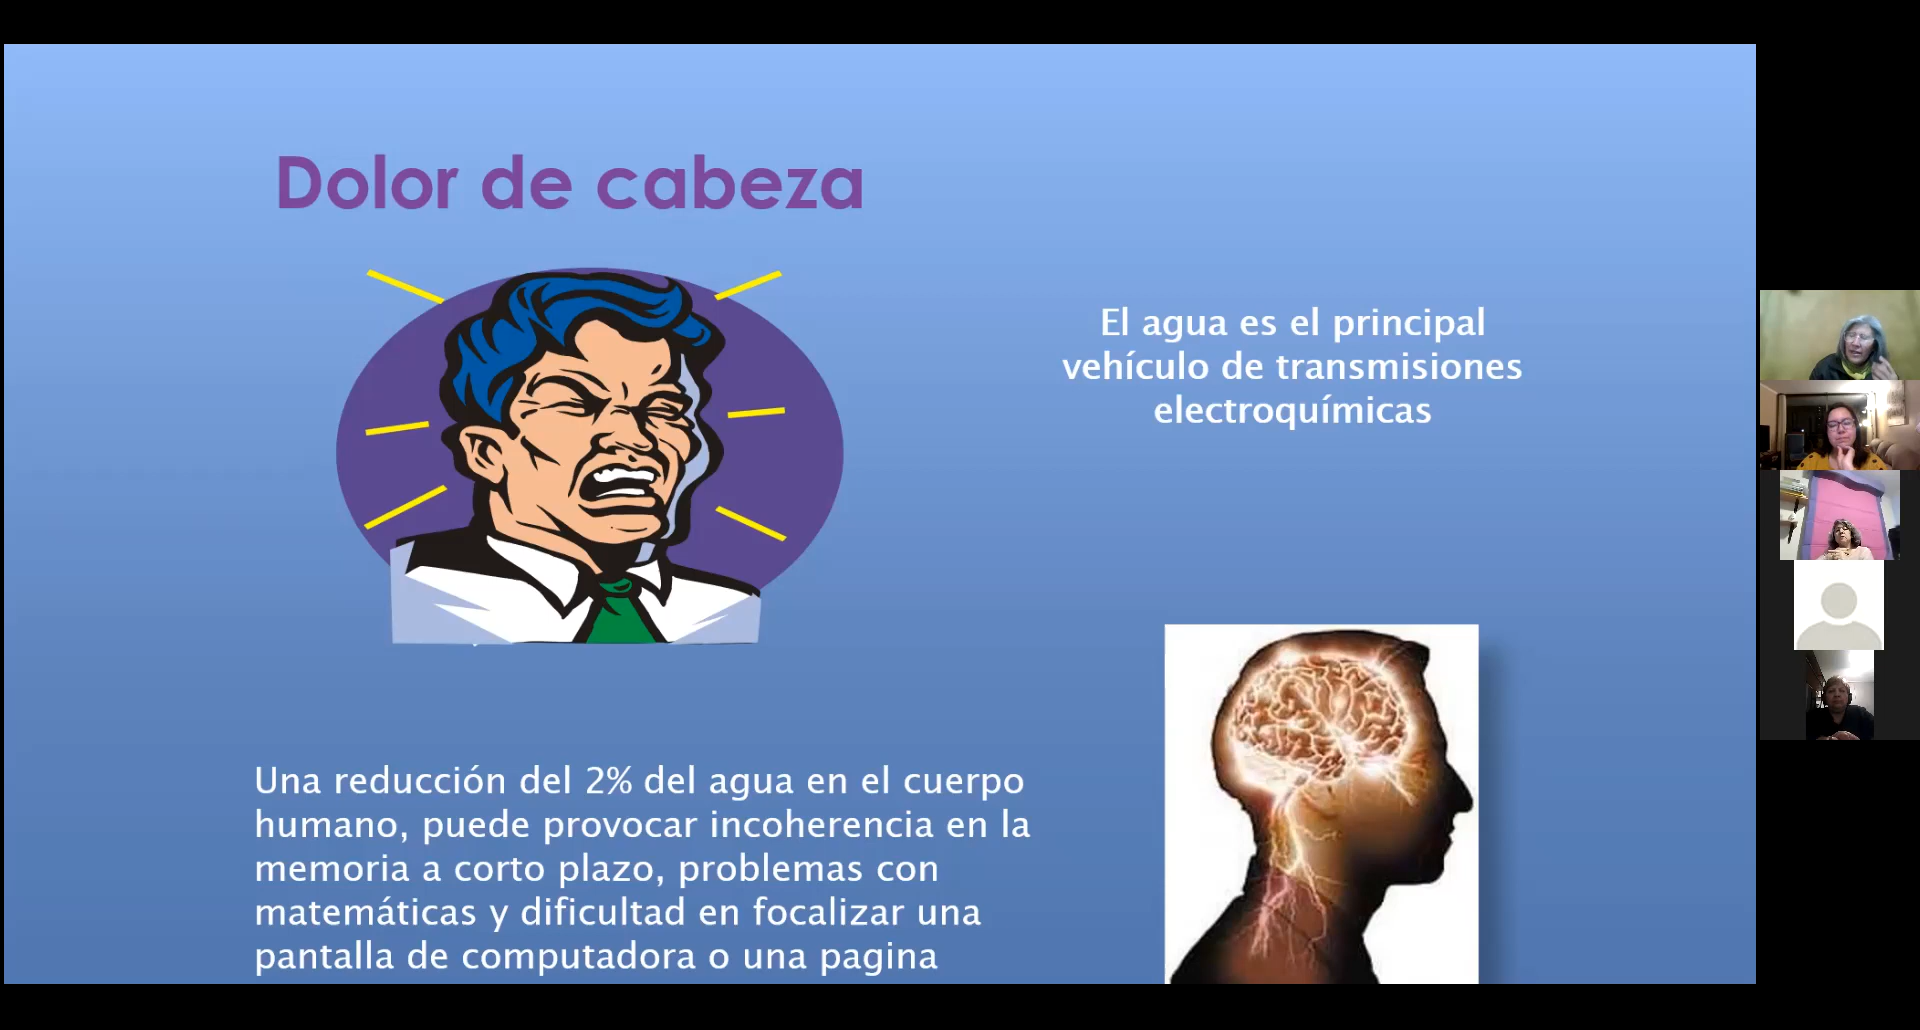 Dolor de cabeza
El agua es el principal
vehículo de transmisiones
electroquímicas
Una reducción del 2% del agua en el cuerpo
humano, puede provocar incoherencia en la
memoria a corto plazo, problemas con
matemáticas y dificultad en focalizar una
pantalla de computadora o una pagina